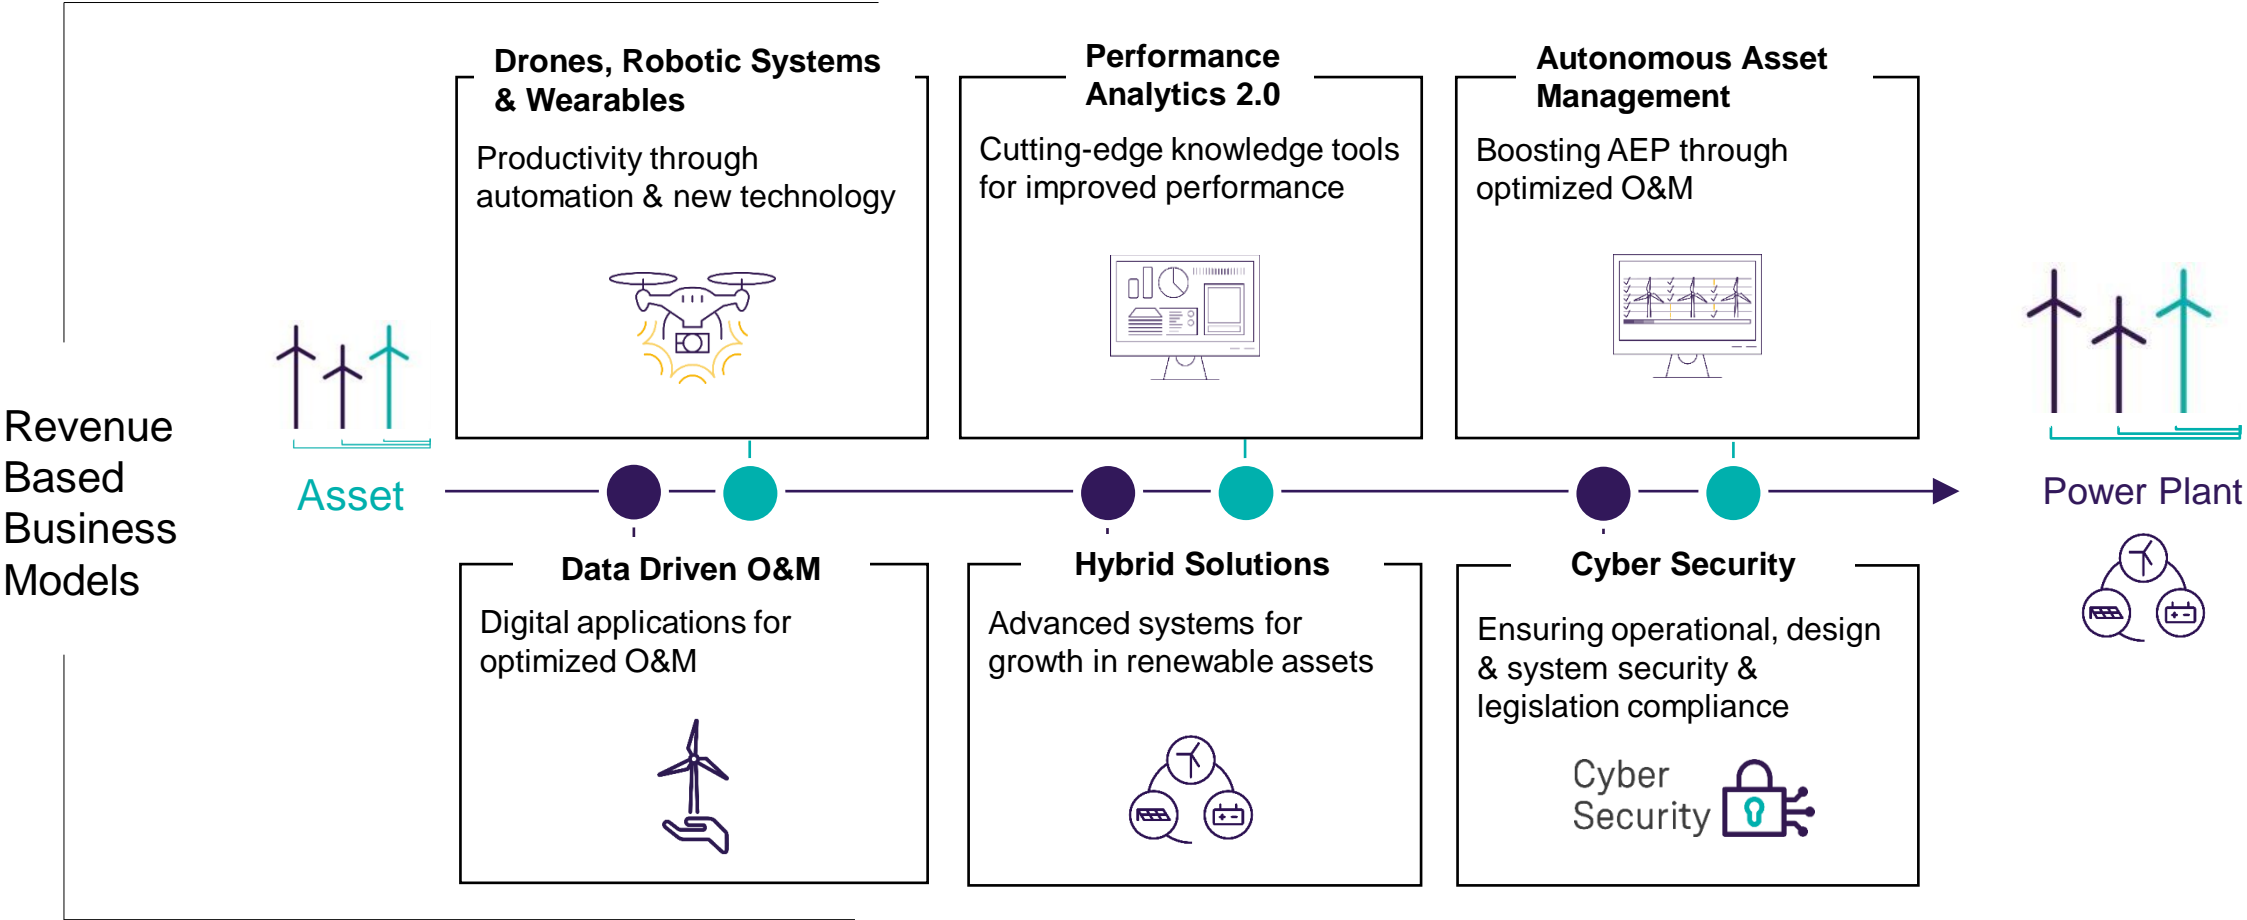 Revenue
Based
Business
Models
Asset
Drones, Robotic Systems
& Wearables
Productivity through
automation & new technology
Performance
Analytics 2.0
Cutting-edge knowledge tools
for improved performance
Autonomous Asset
Management
Boosting AEP through
optimized O&M
Data Driven O&M
Digital applications for
optimized O&M
Hybrid Solutions
Advanced systems for
growth in renewable assets
Cyber Security
Ensuring operational, design
& system security &
legislation compliance
Cyber
Security
Power Plant